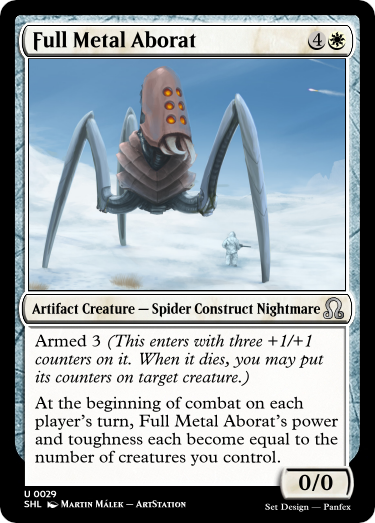 Full Metal Aborat 4
Artifact Creature — Spider Construct Nightmare
Armed 3 (This enters with three +1/+1
counters on it. When it dies, you may put
its counters on target creature.)
At the beginning of combat on each
player's turn, Full Metal Aborat's power
and toughness each become equal to the
number of creatures you control.
0/0
U 0029
SHL Martin Málek — ArtStation
Set Design — Panfex